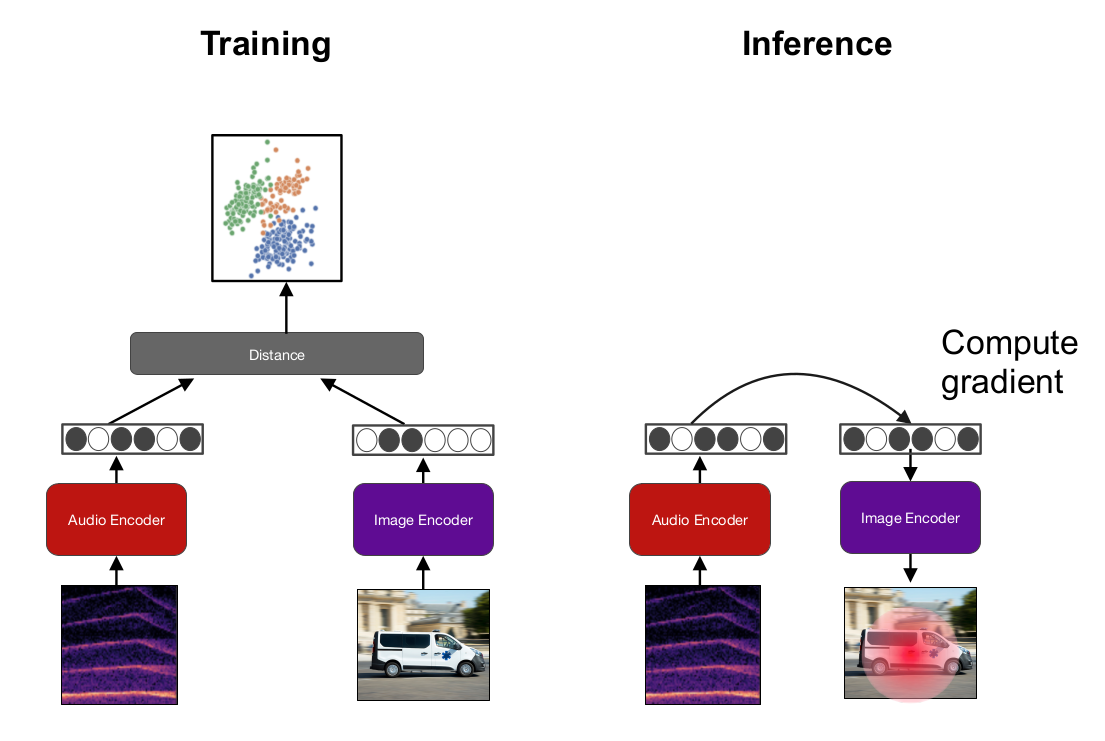 Training
Inference
Distance
Compute
gradient
Audio Encoder
Image Encoder
Audio Encoder
Image Encoder